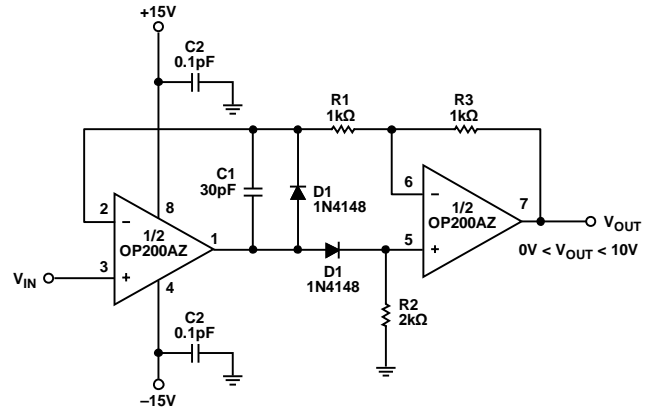 +15V
C2
0.1pF
R1
1kΩ
R3
1kΩ
C1
30pF
D1
1N4148
2
8
−
1/2
OP200AZ
1
3
+
4
VIN
6
−
1/2
OP200AZ
7
5
+
VOUT
0V < VOUT < 10V
D1
1N4148
R2
2kΩ
C2
0.1pF
−15V